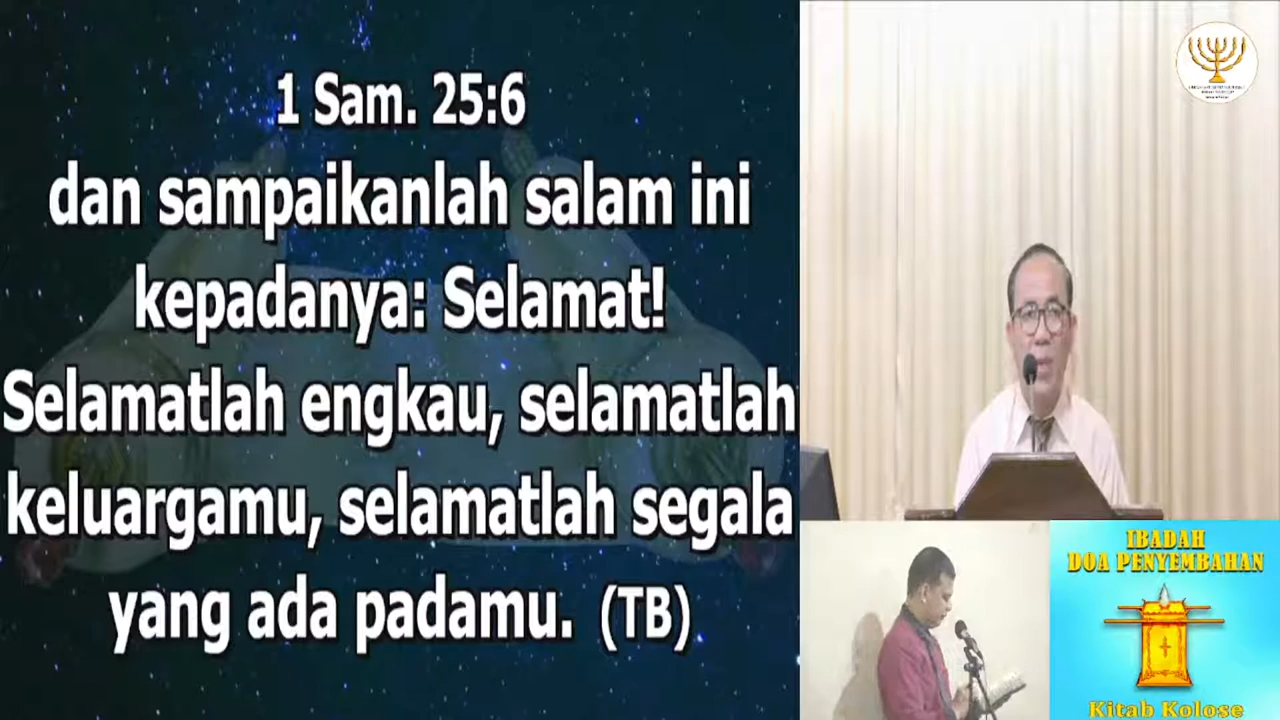 1 Sam. 25:6
dan sampaikanlah salam ini
kepadanya: Selamat!
Selamatlah engkau, selamatlah
keluargamu, selamatlah segala
yang ada padamu. (TB)
IBADAH
DOA PENYEMBAHAN
Kitab Kolose